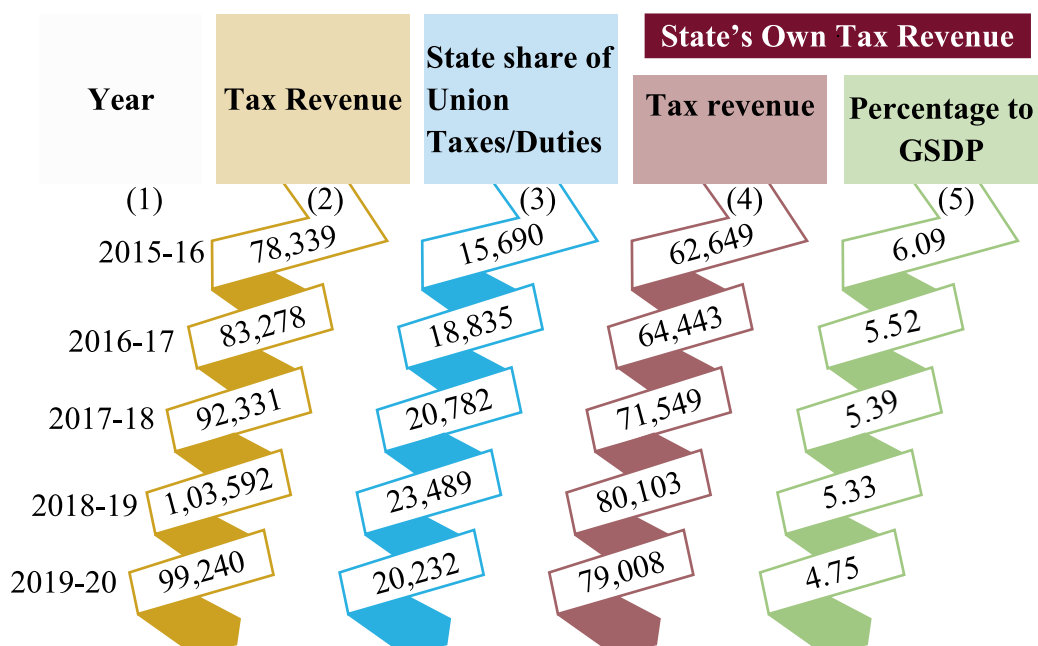 State's Own Tax Revenue
Year
Tax Revenue
State share of
Union
Taxes/Duties
Tax revenue
Percentage to
GSDP
(1)
(2)
(3)
(4)
(5)
2015-16 78,339 15,690 62,649 6.09
2016-17 83,278 18,835 64,443 5.52
2017-18 92,331 20,782 71,549 5.39
2018-19 1,03,592 23,489 80,103 5.33
2019-20 99,240 20,232 79,008 4.75